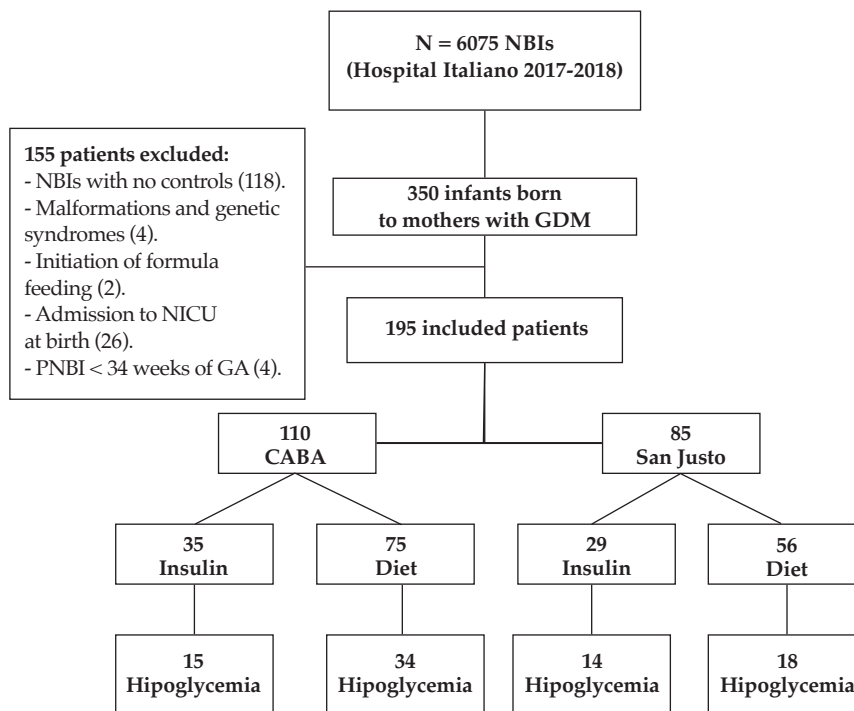 N = 6075 NBIs
(Hospital Italiano 2017-2018)
155 patients excluded:
- NBIs with no controls (118).
- Malformations and genetic
syndromes (4).
- Initiation of formula
feeding (2).
- Admission to NICU
at birth (26).
- PNBI < 34 weeks of GA (4).
350 infants born
to mothers with GDM
195 included patients
110
CABA
85
San Justo
35
Insulin
75
Diet
29
Insulin
56
Diet
15
Hipoglycemia
34
Hipoglycemia
14
Hipoglycemia
18
Hipoglycemia